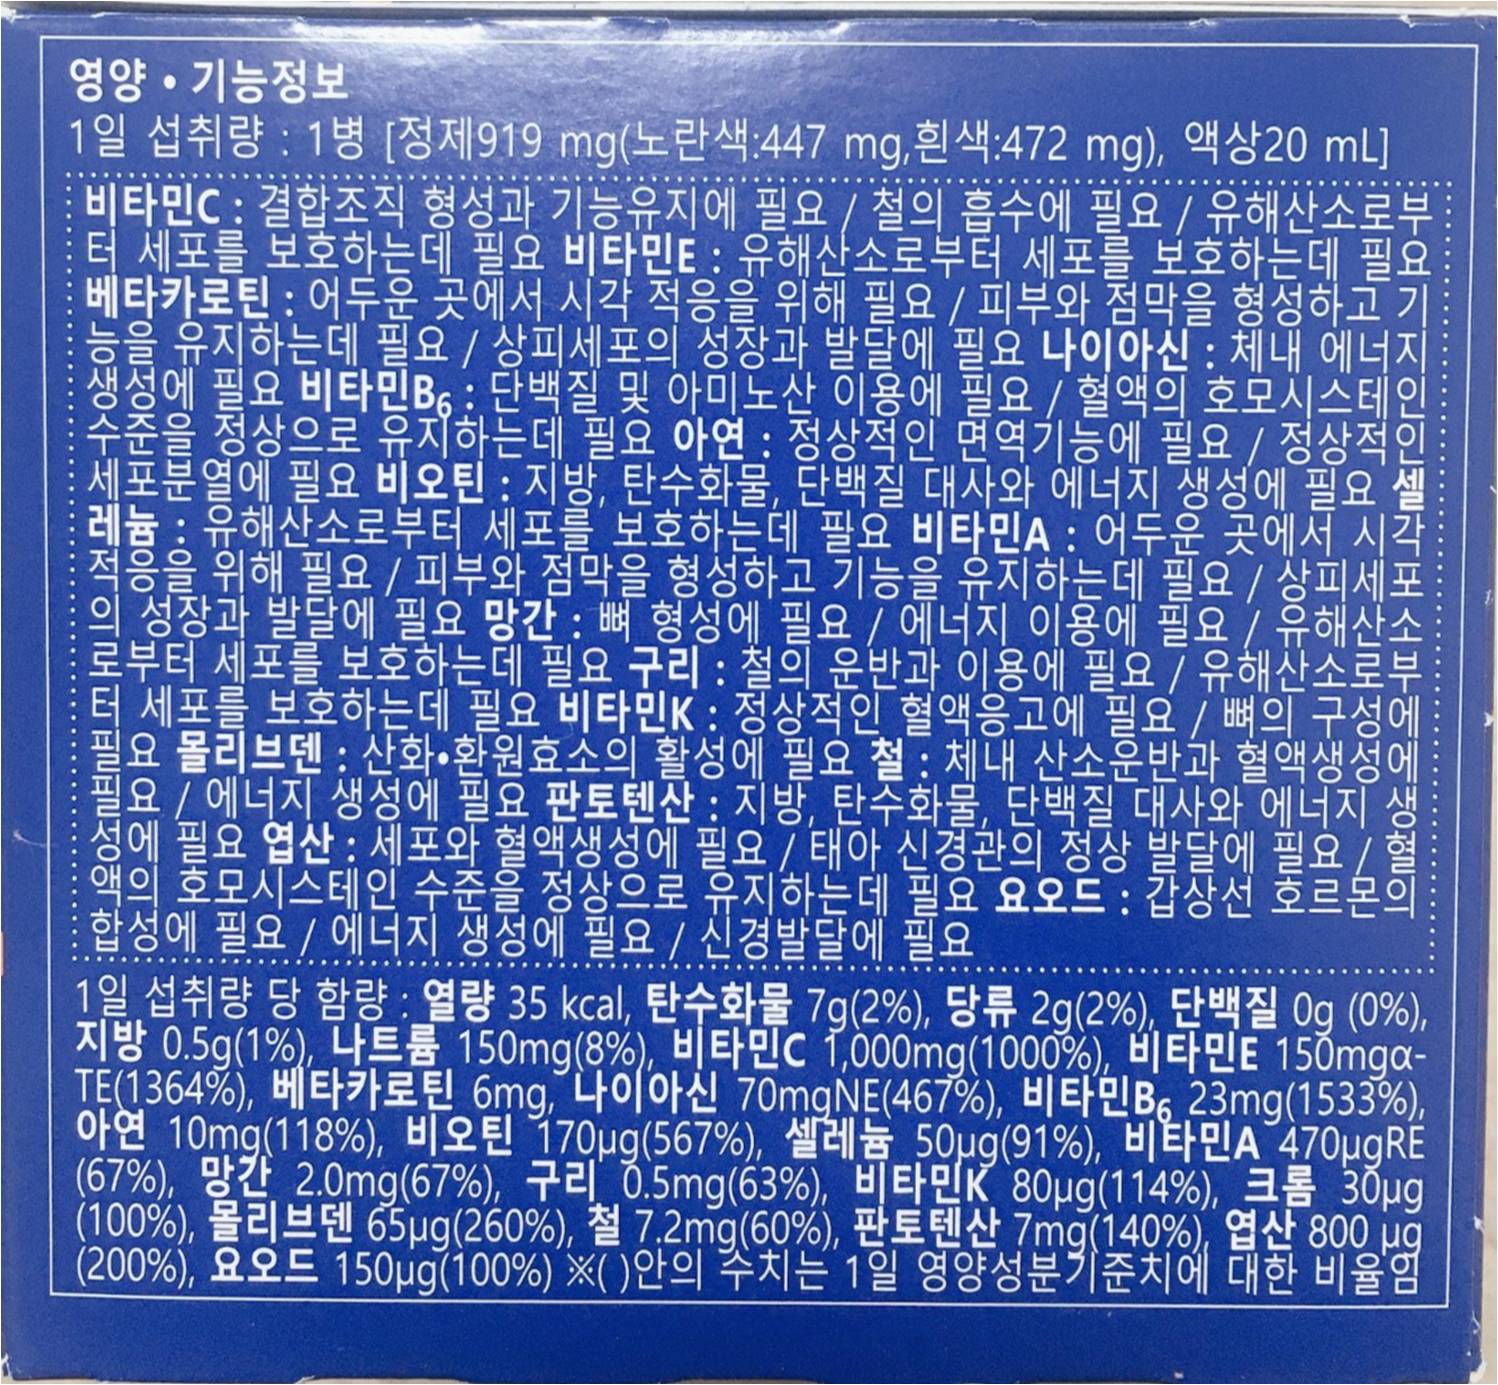 영양 • 기능정보
1일 섭취량 : 1병 [정제919 mg(노란색:447 mg,흰색:472 mg), 액상20 mL]
비타민C : 결합조직 형성과 기능유지에 필요 / 철의 흡수에 필요 / 유해산소로부
터 세포를 보호하는데 필요 비타민E : 유해산소로부터 세포를 보호하는데 필요
베타카로틴 : 어두운 곳에서 시각 적응을 위해 필요 / 피부와 점막을 형성하고 기
능을 유지하는데 필요 / 상피세포의 성장과 발달에 필요 나이아신 : 체내 에너지
생성에 필요 비타민B₆ : 단백질 및 아미노산 이용에 필요 / 혈액의 호모시스테인
수준을 정상으로 유지하는데 필요 아연 : 정상적인 면역기능에 필요 / 정상적인
세포분열에 필요 비오틴 : 지방, 탄수화물, 단백질 대사와 에너지 생성에 필요 셀
레늄 : 유해산소로부터 세포를 보호하는데 팔요 비타민A : 어두운 곳에서 시각
적응을 위해 필요 / 피부와 점막을 형성하고 기능을 유지하는데 필요 / 상피세포
의 성장과 발달에 필요 망간 : 뼈 형성에 필요 / 에너지 이용에 필요 / 유해산소
로부터 세포를 보호하는데 필요 구리 : 철의 운반과 이용에 필요 / 유해산소로부
터 세포를 보호하는데 필요 비타민K : 정상적인 혈액응고에 필요 / 뼈의 구성에
필요 몰리브덴 : 산화•환원효소의 활성에 필요 철 : 체내 산소운반과 혈액생성에
필요 / 에너지 생성에 필요 판토텐산 : 지방, 탄수화물, 단백질 대사와 에너지 생
성에 필요 엽산 : 세포와 혈액생성에 필요 / 태아 신경관의 정상 발달에 필요 / 혈
액의 호모시스테인 수준을 정상으로 유지하는데 필요 요오드 : 갑상선 호르몬의
합성에 필요 / 에너지 생성에 필요 / 신경발달에 필요
1일 섭취량 당 함량 : 열량 35 kcal, 탄수화물 7g(2%), 당류 2g(2%), 단백질 0g (0%),
지방 0.5g(1%), 나트륨 150mg(8%), 비타민C 1,000mg(1000%), 비타민E 150mgα-
TE(1364%), 베타카로틴 6mg, 나이아신 70mgNE(467%), 비타민B₆ 23mg(1533%),
아연 10mg(118%), 비오틴 170μg(567%), 셀레늄 50μg(91%), 비타민A 470μgRE
(67%), 망간 2.0mg(67%), 구리 0.5mg(63%), 비타민K 80μg(114%), 크롬 30μg
(100%), 몰리브덴 65μg(260%), 철 7.2mg(60%), 판토텐산 7mg(140%), 엽산 800 μg
(200%), 요오드 150μg(100%) ※( )안의 수치는 1일 영양성분기준치에 대한 비율임